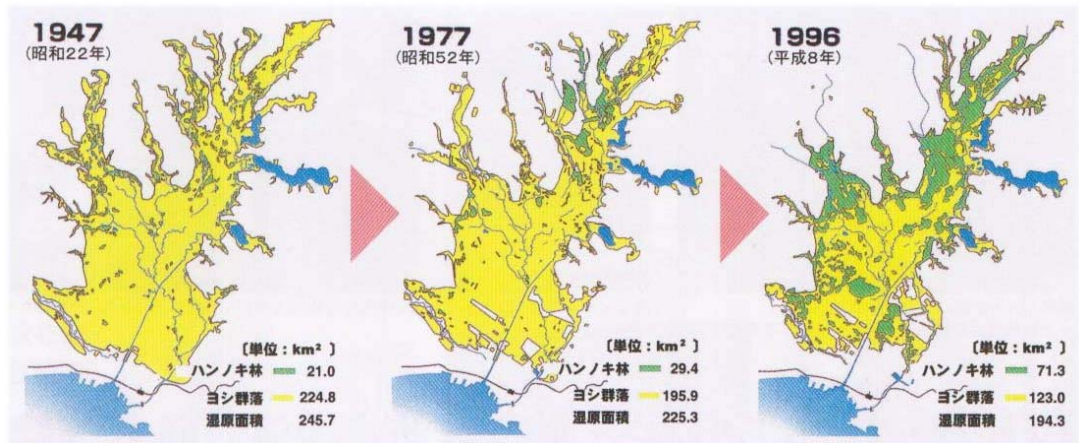 1947
(昭和22年)
〔単位:km²〕
ハンノキ林 21.0
ヨシ群落 224.8
湿原面積 245.7
1977
(昭和52年)
〔単位:km²〕
ハンノキ林 29.4
ヨシ群落 195.9
湿原面積 225.3
1996
(平成8年)
〔単位:km²〕
ハンノキ林 71.3
ヨシ群落 123.0
湿原面積 194.3